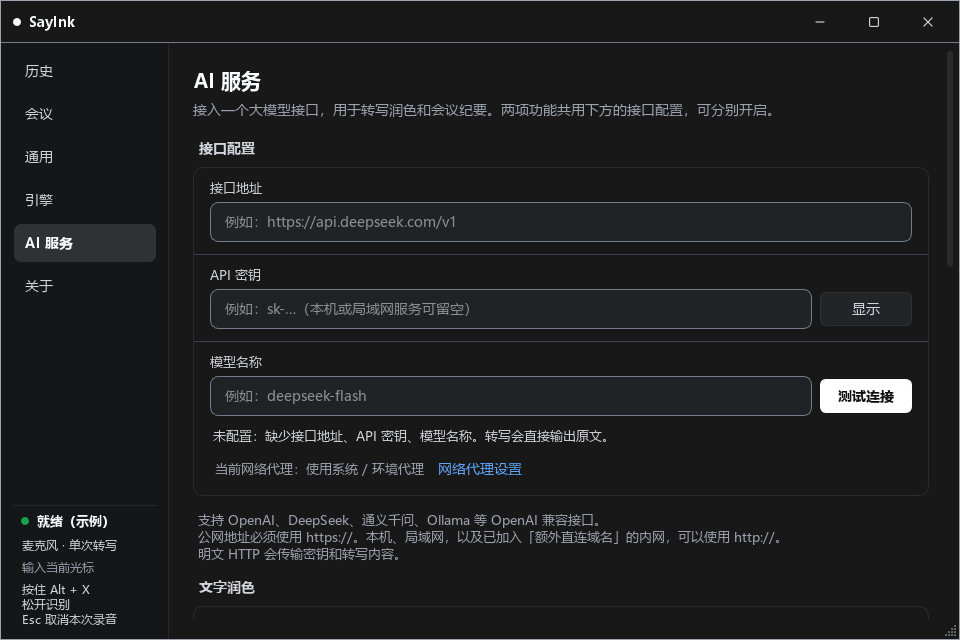 SayInk
历史
会议
通用
引擎
AI 服务
关于
就绪（示例）
麦克风 · 单次转写
输入当前光标
按住 Alt + X
松开识别
Esc 取消本次录音
AI 服务
接入一个大模型接口，用于转写润色和会议纪要。两项功能共用下方的接口配置，可分别开启。
接口配置
接口地址
例如：https://api.deepseek.com/v1
API 密钥
例如：sk-...（本机或局域网服务可留空）
显示
模型名称
例如：deepseek-flash
测试连接
未配置：缺少接口地址、API 密钥、模型名称。转写会直接输出原文。
当前网络代理：使用系统 / 环境代理 网络代理设置
支持 OpenAI、DeepSeek、通义千问、Ollama 等 OpenAI 兼容接口。
公网地址必须使用 https://。本机、局域网，以及已加入「额外直连域名」的内网，可以使用 http://。
明文 HTTP 会传输密钥和转写内容。
文字润色